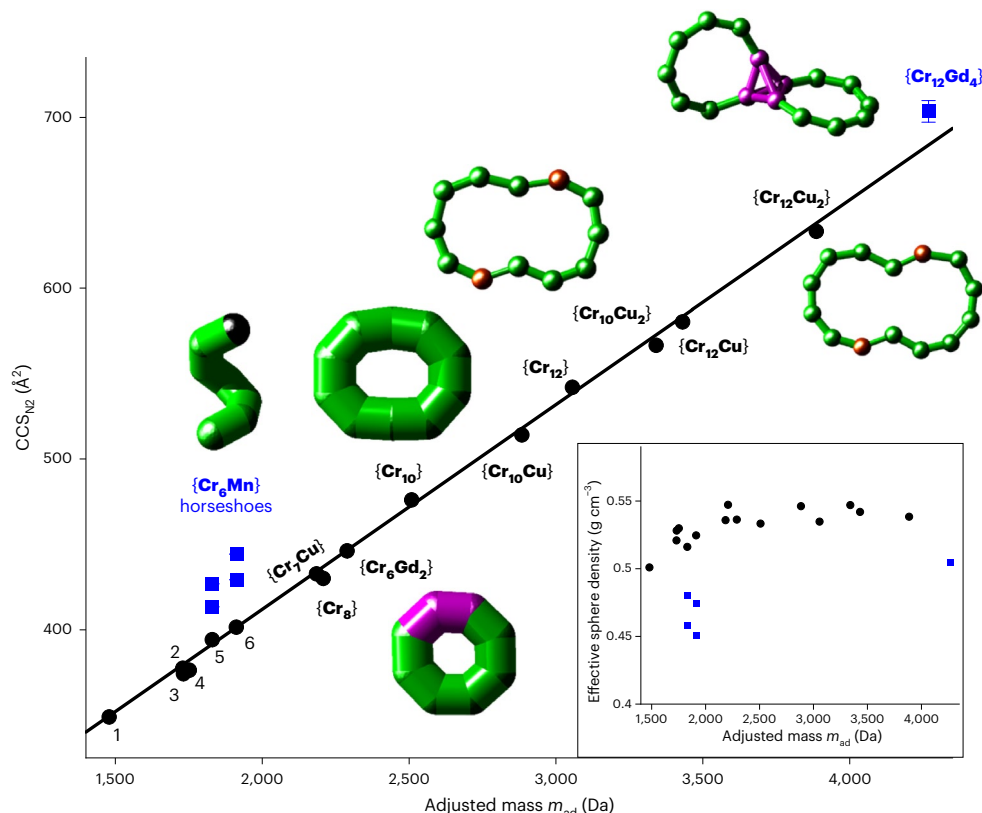 {Cr12Gd4}
700
{Cr12Cu2}
600
{Cr10Cu2}
{Cr12Cu}
{Cr12}
CCSN2 (Å2)
500
{Cr10}
{Cr10Cu}
{Cr6Mn}
horseshoes
{Cr7Cu}
{Cr6Gd2}
{Cr8}
400
2
5
6
3
4
1
1,500
2,000
2,500
3,000
3,500
4,000
Adjusted mass mad (Da)
Effective sphere density (g cm−3)
0.55
0.5
0.45
0.4
1,500
2,000
2,500
3,000
3,500
4,000
Adjusted mass mad (Da)